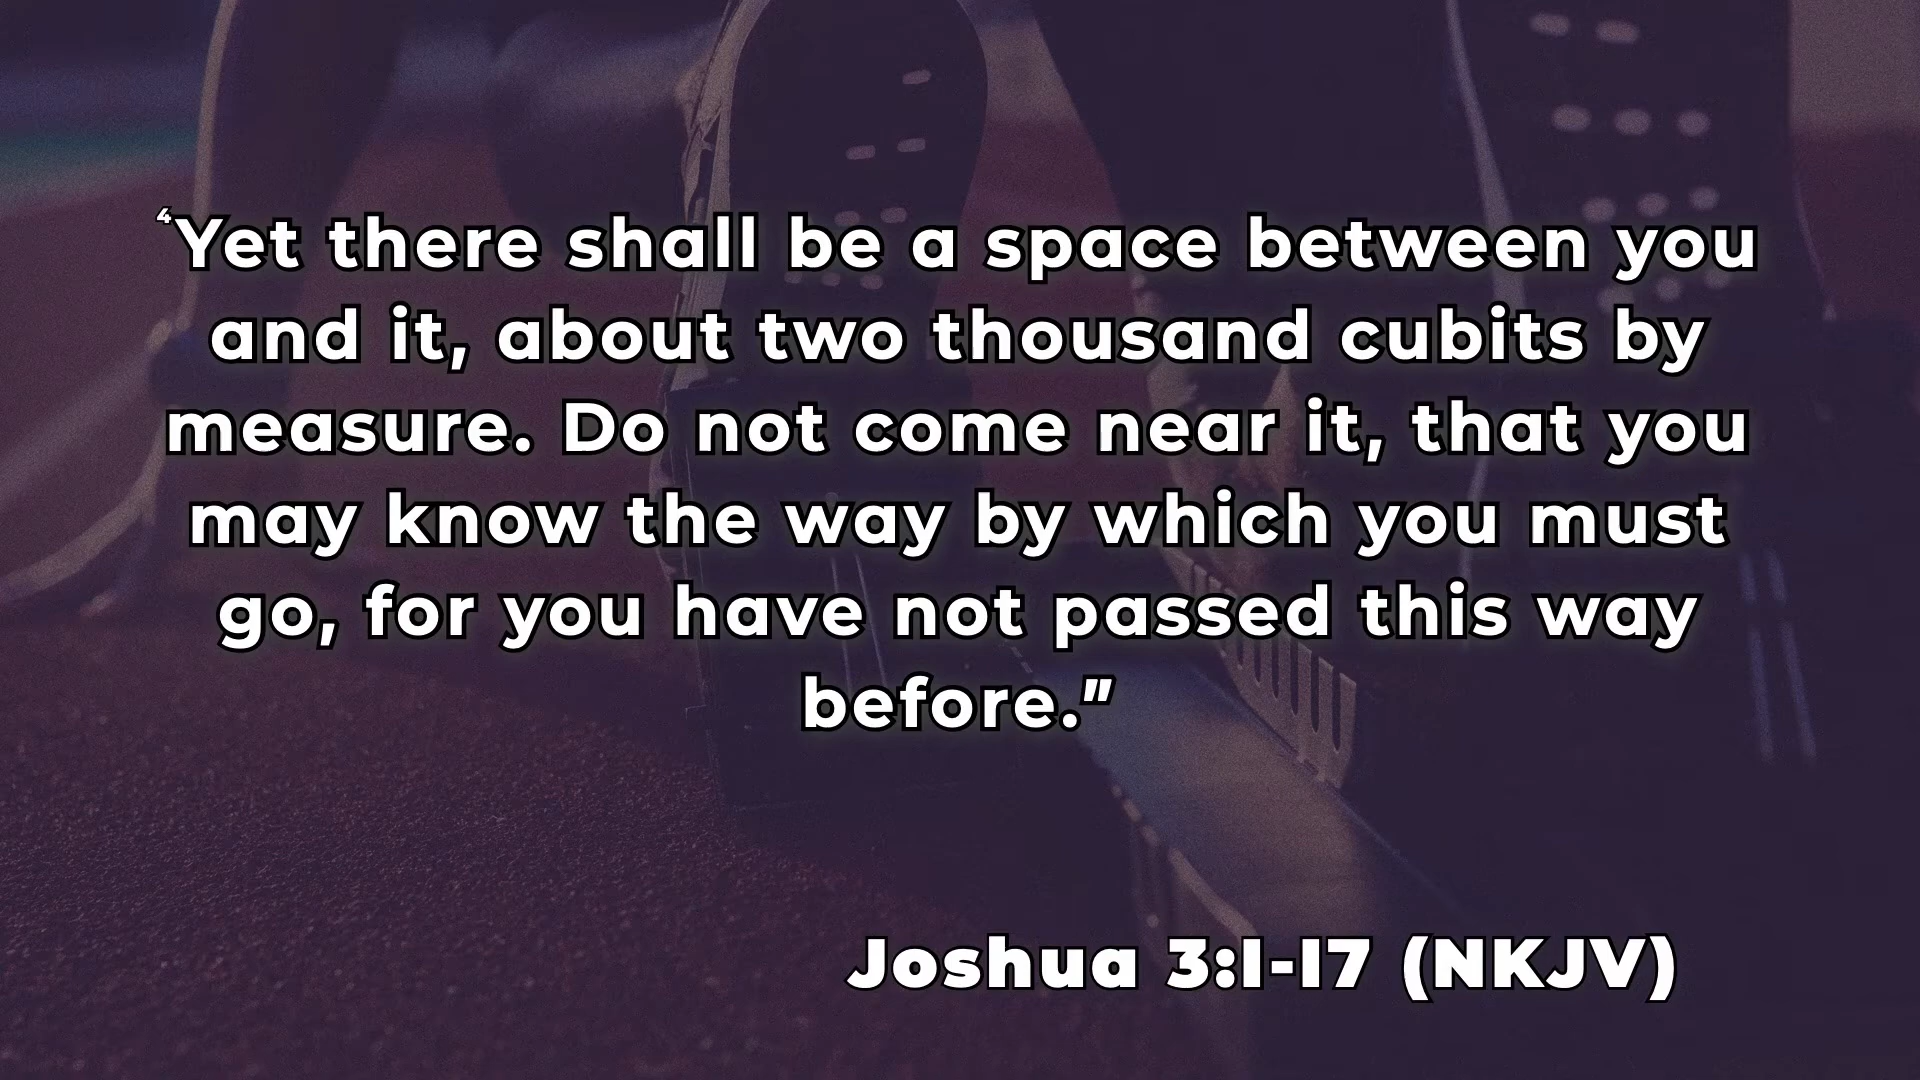 ⁴Yet there shall be a space between you
and it, about two thousand cubits by
measure. Do not come near it, that you
may know the way by which you must
go, for you have not passed this way
before.”
Joshua 3:1-17 (NKJV)